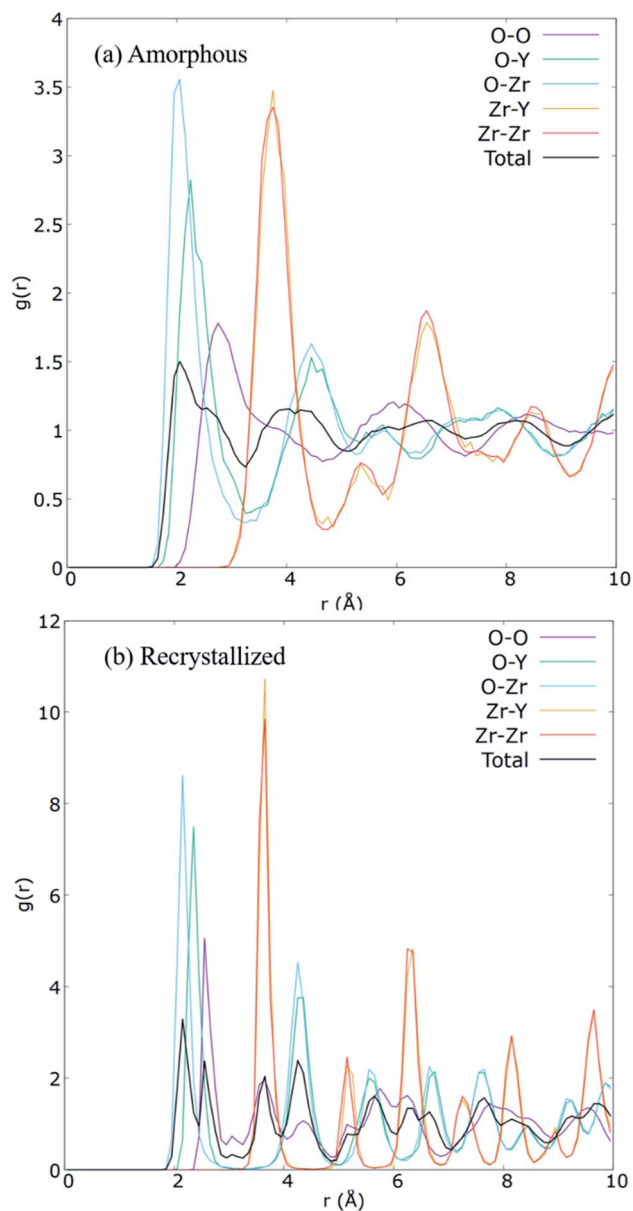 (a) Amorphous
O-O
O-Y
O-Zr
Zr-Y
Zr-Zr
Total
4
3.5
3
2.5
2
1.5
1
0.5
0
g(r)
0 2 4 6 8 10
r (Å)
(b) Recrystallized
O-O
O-Y
O-Zr
Zr-Y
Zr-Zr
Total
12
10
8
6
4
2
0
g(r)
0 2 4 6 8 10
r (Å)